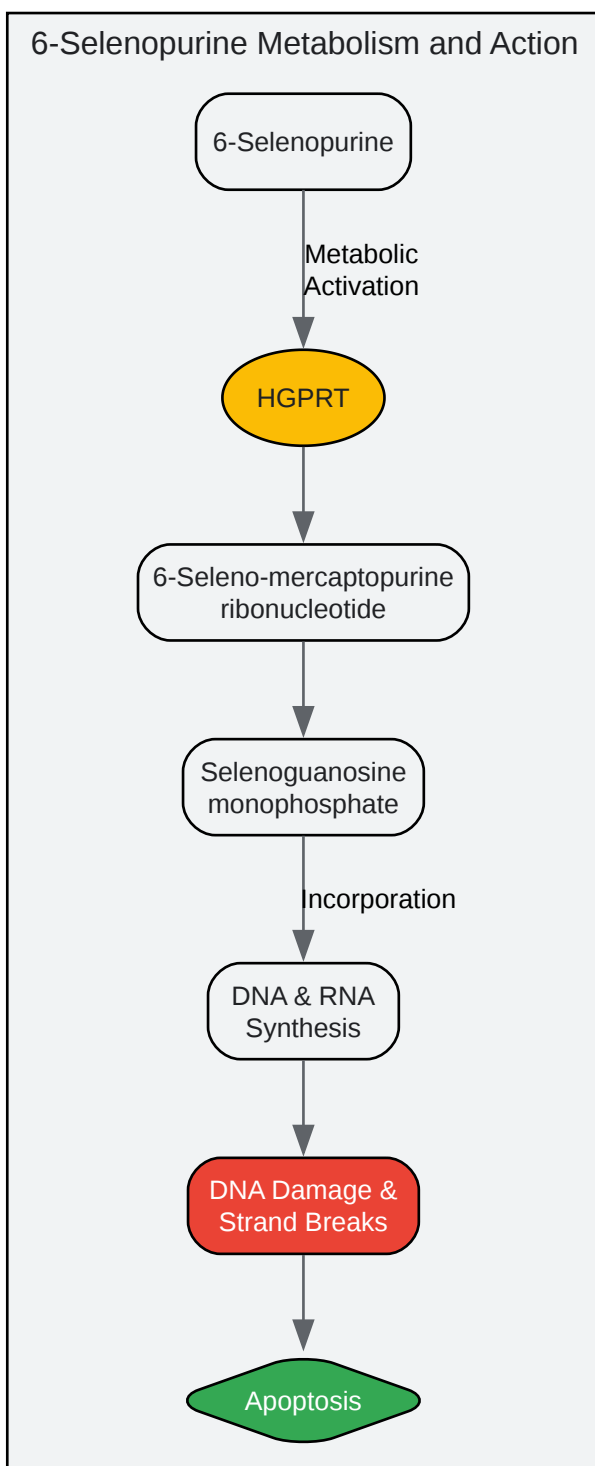 6-Selenopurine Metabolism and Action
6-Selenopurine
Metabolic
Activation
HGPRT
6-Seleno-mercaptopurine
ribonucleotide
Selenoguanosine
monophosphate
Incorporation
DNA & RNA
Synthesis
DNA Damage &
Strand Breaks
Apoptosis